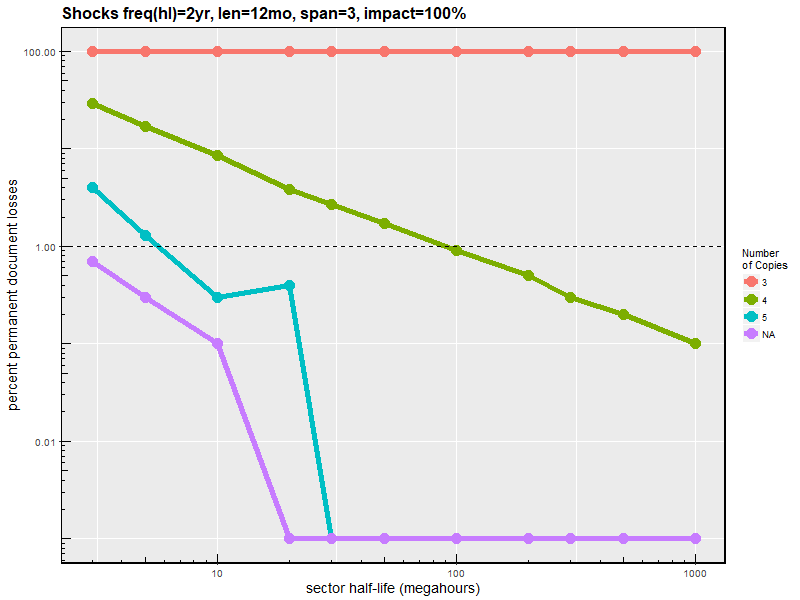 Shocks freq(hl)=2yr, len=12mo, span=3, impact=100%
100.00
1.00
0.01
percent permanent document losses
10
100
1000
sector half-life (megahours)
Number
of Copies
3
4
5
NA